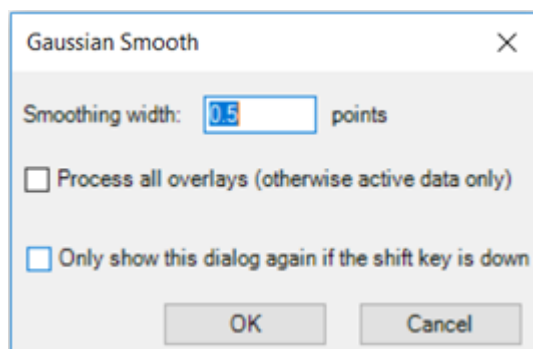 Gaussian Smooth
Smoothing width: 0.5 points
Process all overlays (otherwise active data only)
Only show this dialog again if the shift key is down
OK Cancel